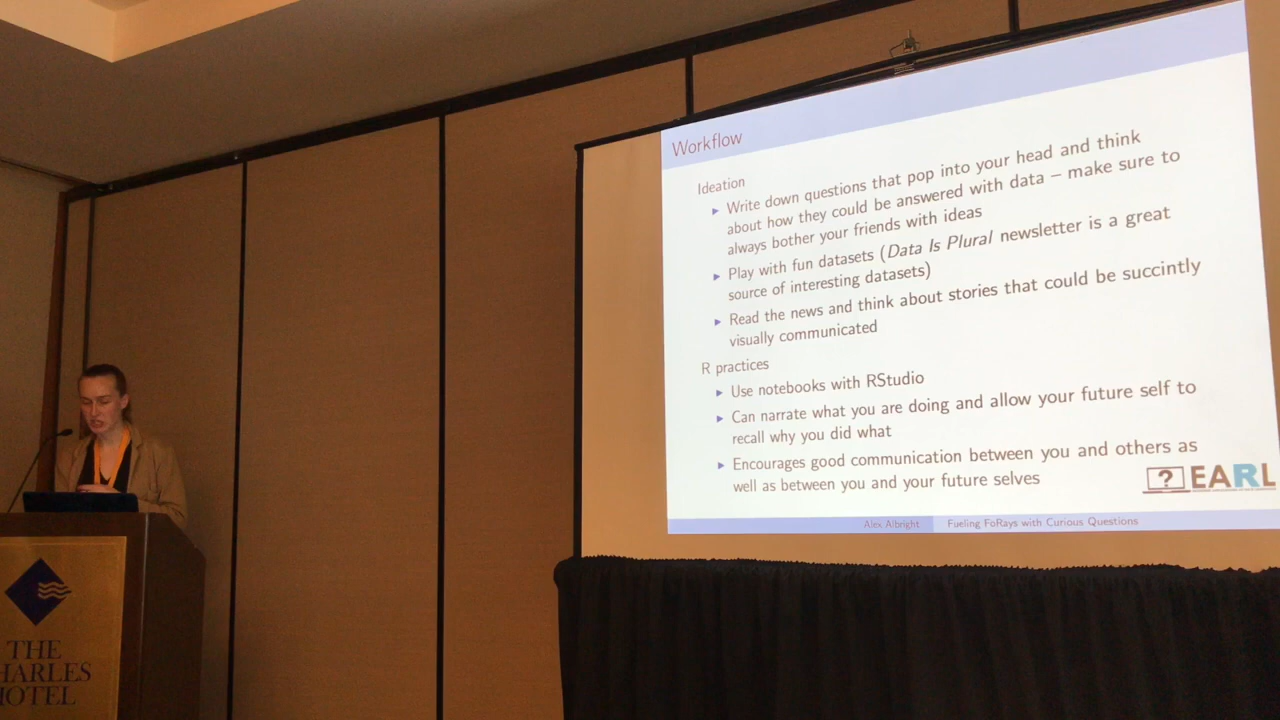 Workflow
Ideation
Write down questions that pop into your head and think
about how they could be answered with data – make sure to
always bother your friends with ideas
Play with fun datasets (Data Is Plural newsletter is a great
source of interesting datasets)
Read the news and think about stories that could be succintly
visually communicated
R practices
Use notebooks with RStudio
Can narrate what you are doing and allow your future self to
recall why you did what
Encourages good communication between you and others as
well as between you and your future selves
? EARL
Alex Albright Fueling FoRays with Curious Questions
THE
HARLES
HOTEL